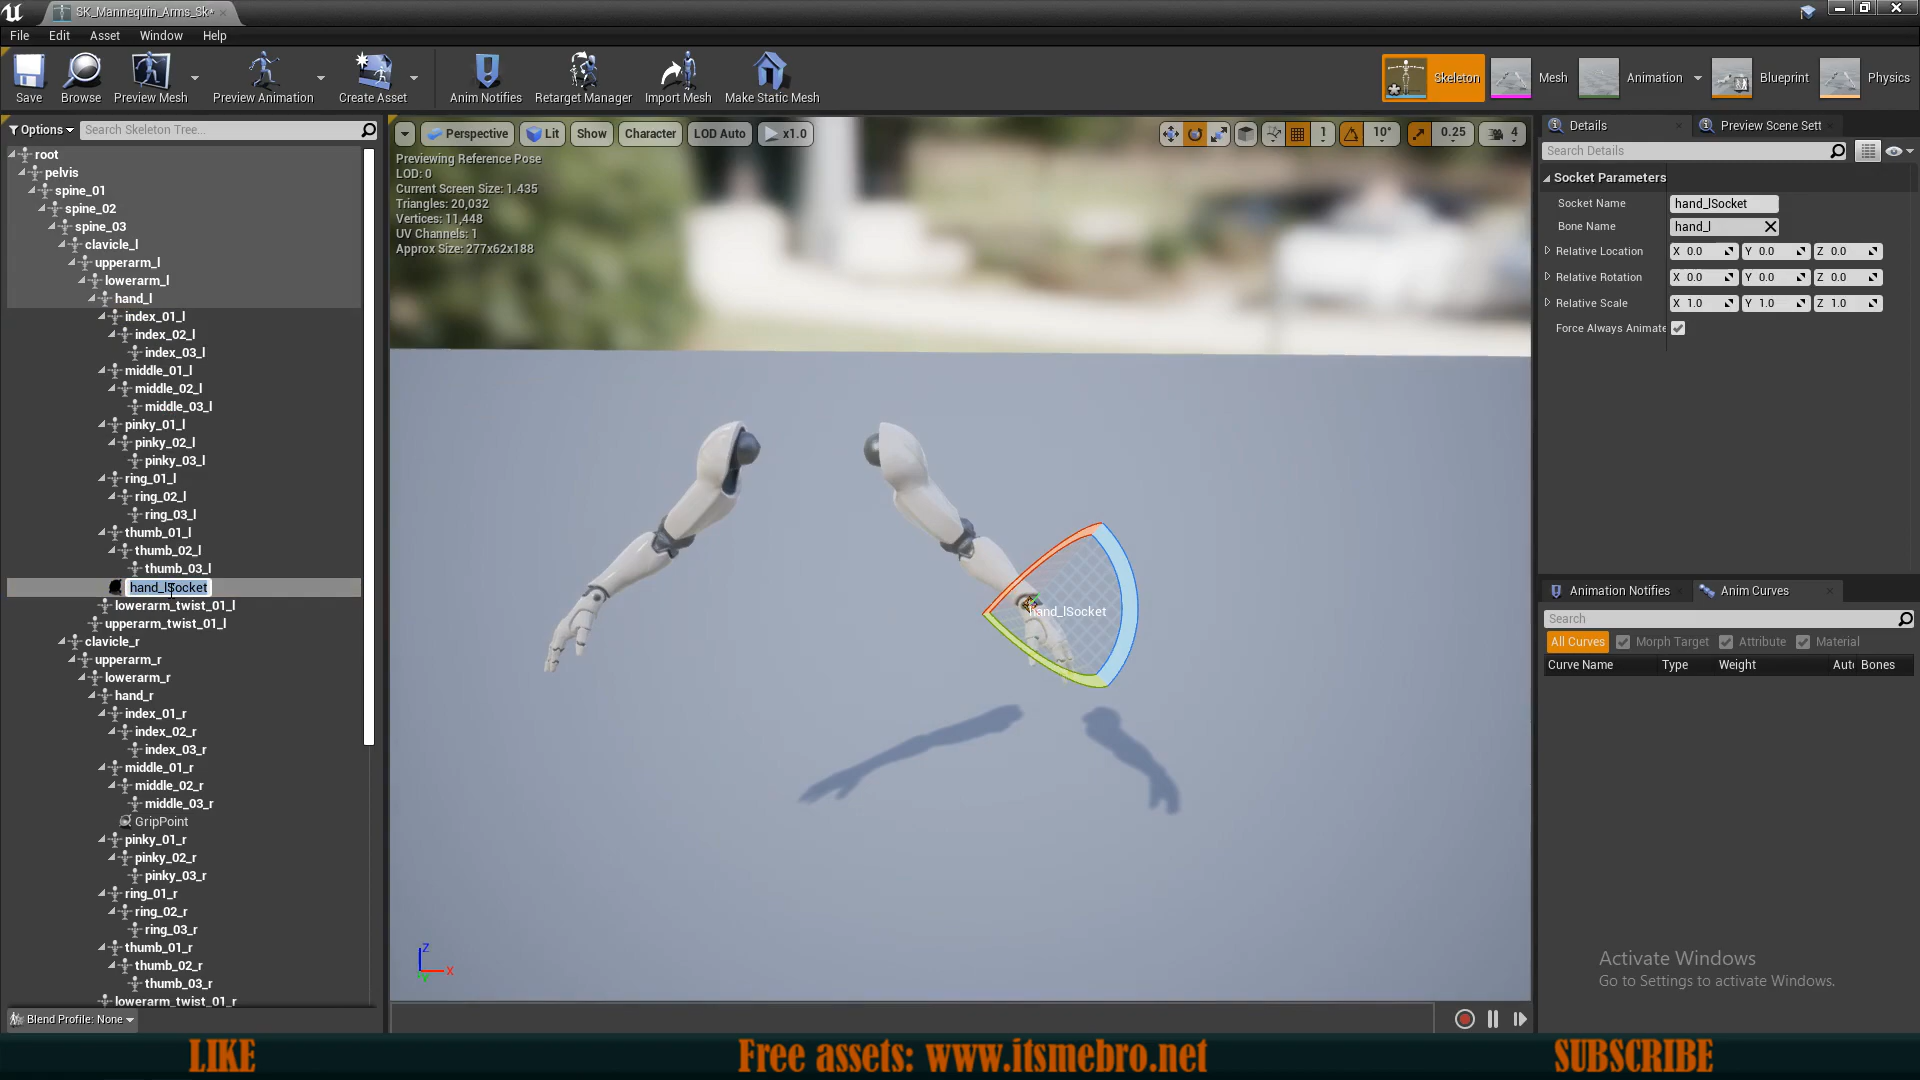 SK_Mannequin_Arms_Sk*
File Edit Asset Window Help
Save Browse Preview Mesh Preview Animation Create Asset Anim Notifies Retarget Manager Import Mesh Make Static Mesh Skeleton Mesh Animation Blueprint Physics
Options Search Skeleton Tree...
root
pelvis
spine_01
spine_02
spine_03
clavicle_l
upperarm_l
lowerarm_l
hand_l
index_01_l
index_02_l
index_03_l
middle_01_l
middle_02_l
middle_03_l
pinky_01_l
pinky_02_l
pinky_03_l
ring_01_l
ring_02_l
ring_03_l
thumb_01_l
thumb_02_l
thumb_03_l
hand_lSocket
lowerarm_twist_01_l
upperarm_twist_01_l
clavicle_r
upperarm_r
lowerarm_r
hand_r
index_01_r
index_02_r
index_03_r
middle_01_r
middle_02_r
middle_03_r
GripPoint
pinky_01_r
pinky_02_r
pinky_03_r
ring_01_r
ring_02_r
ring_03_r
thumb_01_r
thumb_02_r
thumb_03_r
lowerarm_twist_01_r
Blend Profile: None
Perspective Lit Show Character LOD Auto x1.0 1 10° 0.25 4
Previewing Reference Pose
LOD: 0
Current Screen Size: 1.435
Triangles: 20,032
Vertices: 11,448
UV Channels: 1
Approx Size: 277x62x188
hand_lSocket
Z
X
Y
Details Preview Scene Sett
Search Details
Socket Parameters
Socket Name hand_lSocket
Bone Name hand_l
Relative Location X 0.0 Y 0.0 Z 0.0
Relative Rotation X 0.0 Y 0.0 Z 0.0
Relative Scale X 1.0 Y 1.0 Z 1.0
Force Always Animate
Animation Notifies Anim Curves
Search
All Curves Morph Target Attribute Material
Curve Name Type Weight Aut Bones
Activate Windows
Go to Settings to activate Windows.
LIKE Free assets: www.itsmebro.net SUBSCRIBE